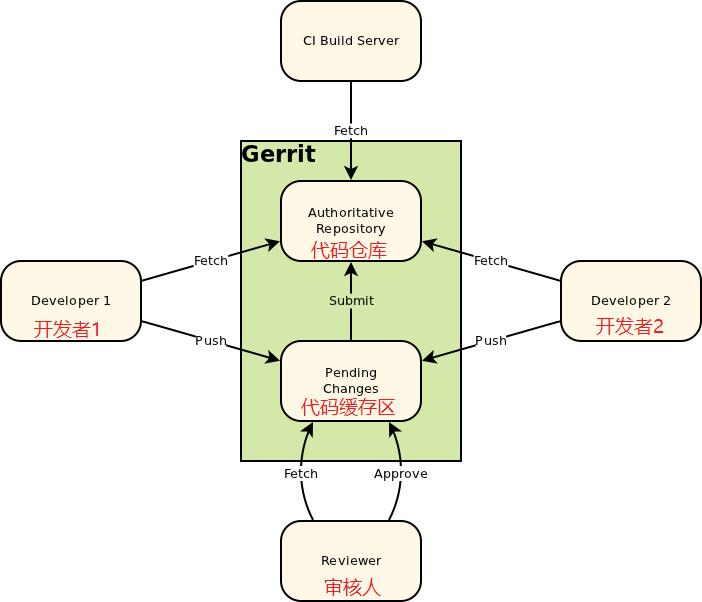 CI Build Server
Fetch
Gerrit
Authoritative
Repository
代码仓库
Fetch
Fetch
Developer 1
开发者1
Submit
Developer 2
开发者2
Push
Push
Pending
Changes
代码缓存区
Fetch
Approve
Reviewer
审核人